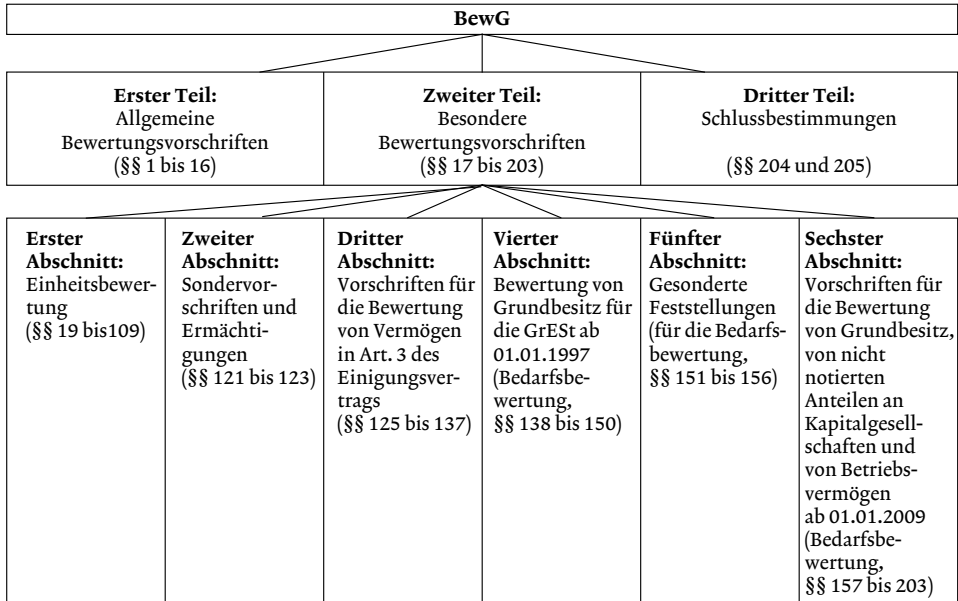 BewG
Erster Teil:
Allgemeine
Bewertungsvorschriften
(§§ 1 bis 16)
Zweiter Teil:
Besondere
Bewertungsvorschriften
(§§ 17 bis 203)
Dritter Teil:
Schlussbestimmungen
(§§ 204 und 205)
Erster
Abschnitt:
Einheitsbewer-
tung
(§§ 19 bis109)
Zweiter
Abschnitt:
Sondervor-
schriften und
Ermächti-
gungen
(§§ 121 bis 123)
Dritter
Abschnitt:
Vorschriften für
die Bewertung
von Vermögen
in Art. 3 des
Einigungsver-
trags
(§§ 125 bis 137)
Vierter
Abschnitt:
Bewertung von
Grundbesitz für
die GrESt ab
01.01.1997
(Bedarfsbe-
wertung,
§§ 138 bis 150)
Fünfter
Abschnitt:
Gesonderte
Feststellungen
(für die Bedarfs-
bewertung,
§§ 151 bis 156)
Sechster
Abschnitt:
Vorschriften für
die Bewertung
von Grundbesitz,
von nicht
notierten
Anteilen an
Kapitalgesell-
schaften und
von Betriebs-
vermögen
ab 01.01.2009
(Bedarfsbe-
wertung,
§§ 157 bis 203)